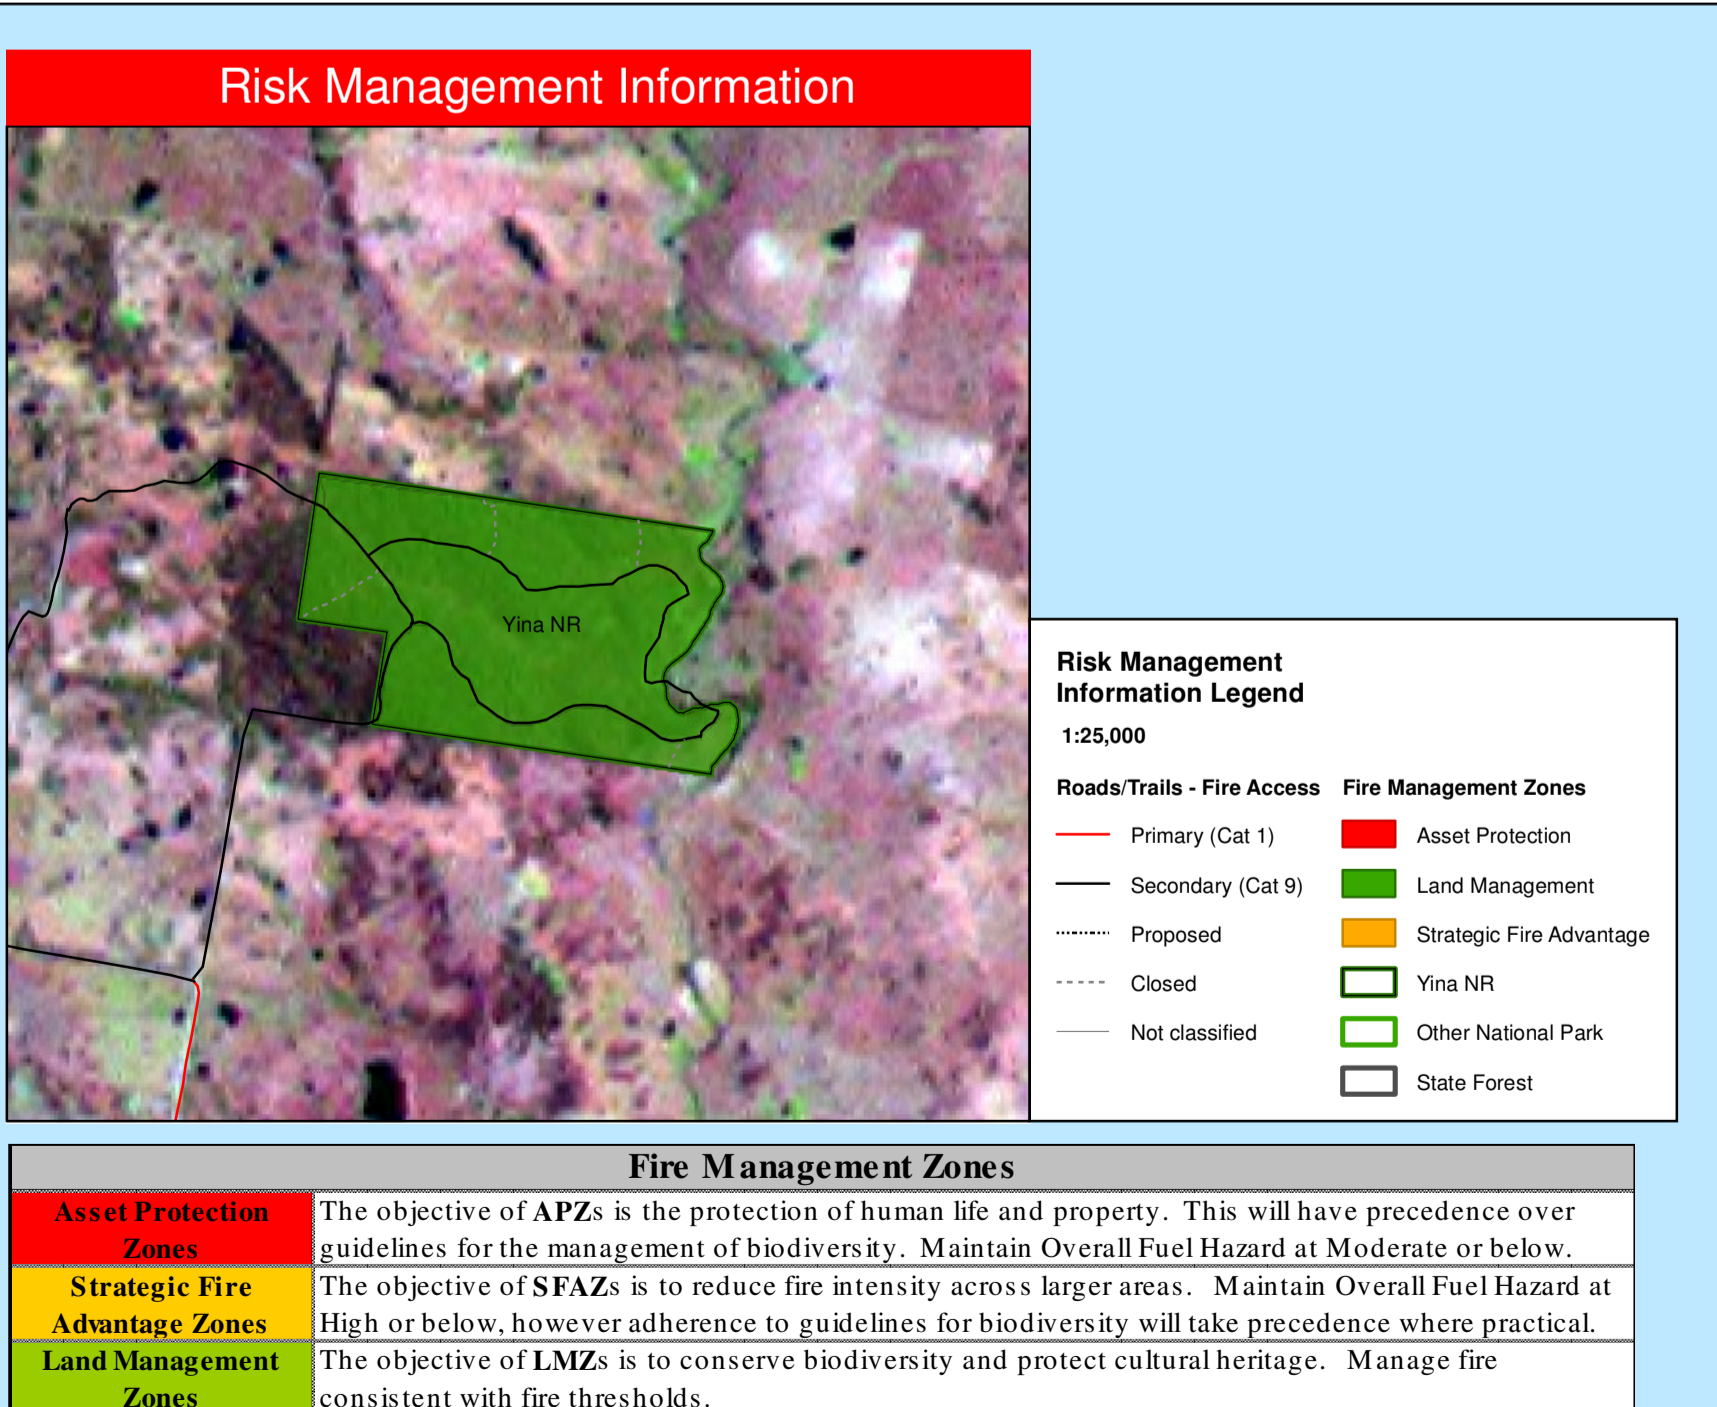 Risk Management Information
Yina NR
Risk Management
Information Legend
1:25,000
Roads/Trails - Fire Access
Primary (Cat 1)
Secondary (Cat 9)
Proposed
Closed
Not classified
Fire Management Zones
Asset Protection
Land Management
Strategic Fire Advantage
Yina NR
Other National Park
State Forest
Fire Management Zones
Asset Protection
Zones
The objective of APZs is the protection of human life and property. This will have precedence over
guidelines for the management of biodiversity. Maintain Overall Fuel Hazard at Moderate or below.
Strategic Fire
Advantage Zones
The objective of SFAZs is to reduce fire intensity across larger areas. Maintain Overall Fuel Hazard at
High or below, however adherence to guidelines for biodiversity will take precedence where practical.
Land Management
Zones
The objective of LMZs is to conserve biodiversity and protect cultural heritage. Manage fire
consistent with fire thresholds.